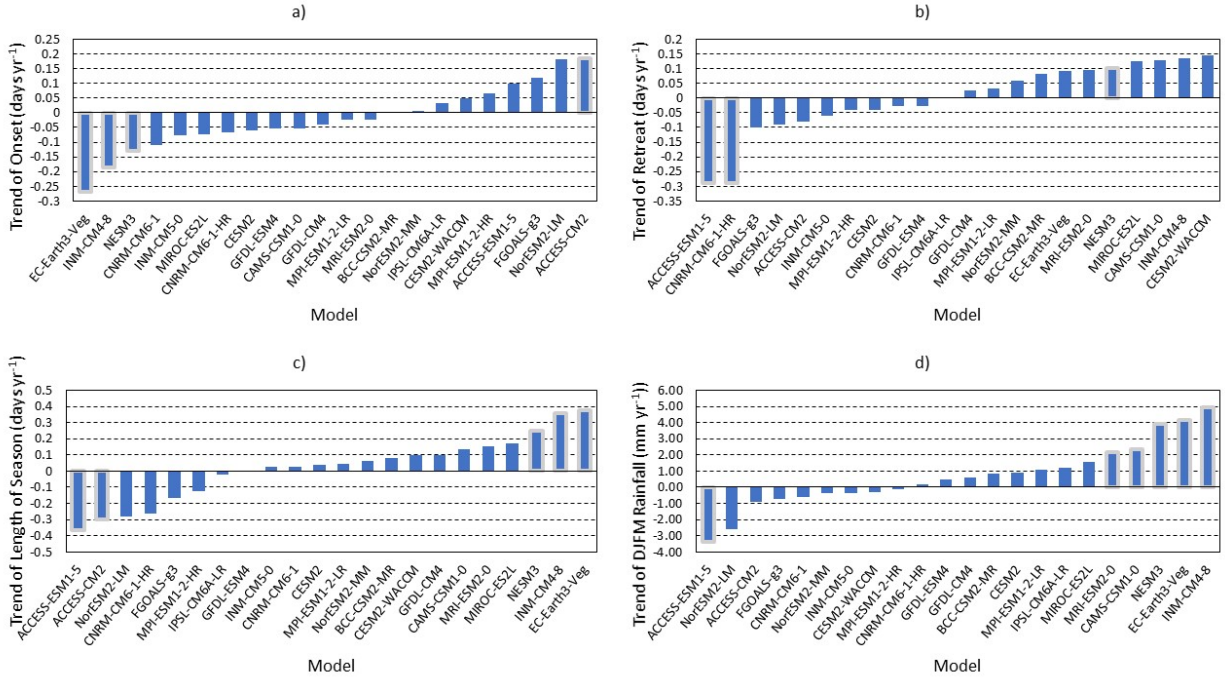 a)
Trend of Onset (days yr⁻¹)
0.25
0.2
0.15
0.1
0.05
0
-0.05
-0.1
-0.15
-0.2
-0.25
-0.3
EC-Earth3-Veg
INM-CM4-8
NESM3
CNRM-CM6-1
INM-CM5-0
MIROC-ES2L
CNRM-CM6-1-HR
CESM2
GFDL-ESM4
CAMS-CSM1-0
GFDL-CM4
MPI-ESM1-2-LR
MRI-ESM2-0
BCC-CSM2-MR
NorESM2-MM
IPSL-CM6A-LR
CESM2-WACCM
MPI-ESM1-2-HR
ACCESS-ESM1-5
FGOALS-g3
NorESM2-LM
ACCESS-CM2
Model
b)
Trend of Retreat (days yr⁻¹)
0.2
0.15
0.1
0.05
0
-0.05
-0.1
-0.15
-0.2
-0.25
-0.3
-0.35
ACCESS-ESM1-5
CNRM-CM6-1-HR
FGOALS-g3
NorESM2-LM
ACCESS-CM2
INM-CM5-0
MPI-ESM1-2-HR
CESM2
CNRM-CM6-1
GFDL-ESM4
IPSL-CM6A-LR
GFDL-CM4
MPI-ESM1-2-LR
NorESM2-MM
BCC-CSM2-MR
EC-Earth3-Veg
MRI-ESM2-0
NESM3
MIROC-ES2L
CAMS-CSM1-0
INM-CM4-8
CESM2-WACCM
Model
c)
Trend of Length of Season (days yr⁻¹)
0.5
0.4
0.3
0.2
0.1
0
-0.1
-0.2
-0.3
-0.4
-0.5
ACCESS-ESM1-5
ACCESS-CM2
NorESM2-LM
CNRM-CM6-1-HR
FGOALS-g3
MPI-ESM1-2-HR
IPSL-CM6A-LR
GFDL-ESM4
INM-CM5-0
CNRM-CM6-1
CESM2
MPI-ESM1-2-LR
NorESM2-MM
BCC-CSM2-MR
CESM2-WACCM
GFDL-CM4
CAMS-CSM1-0
MRI-ESM2-0
MIROC-ES2L
NESM3
INM-CM4-8
EC-Earth3-Veg
Model
d)
Trend of DJFM Rainfall (mm yr⁻¹))
6.00
5.00
4.00
3.00
2.00
1.00
0.00
-1.00
-2.00
-3.00
-4.00
ACCESS-ESM1-5
NorESM2-LM
ACCESS-CM2
FGOALS-g3
CNRM-CM6-1
NorESM2-MM
INM-CM5-0
CESM2-WACCM
MPI-ESM1-2-HR
CNRM-CM6-1-HR
GFDL-ESM4
GFDL-CM4
BCC-CSM2-MR
CESM2
MPI-ESM1-2-LR
IPSL-CM6A-LR
MIROC-ES2L
MRI-ESM2-0
CAMS-CSM1-0
NESM3
EC-Earth3-Veg
INM-CM4-8
Model